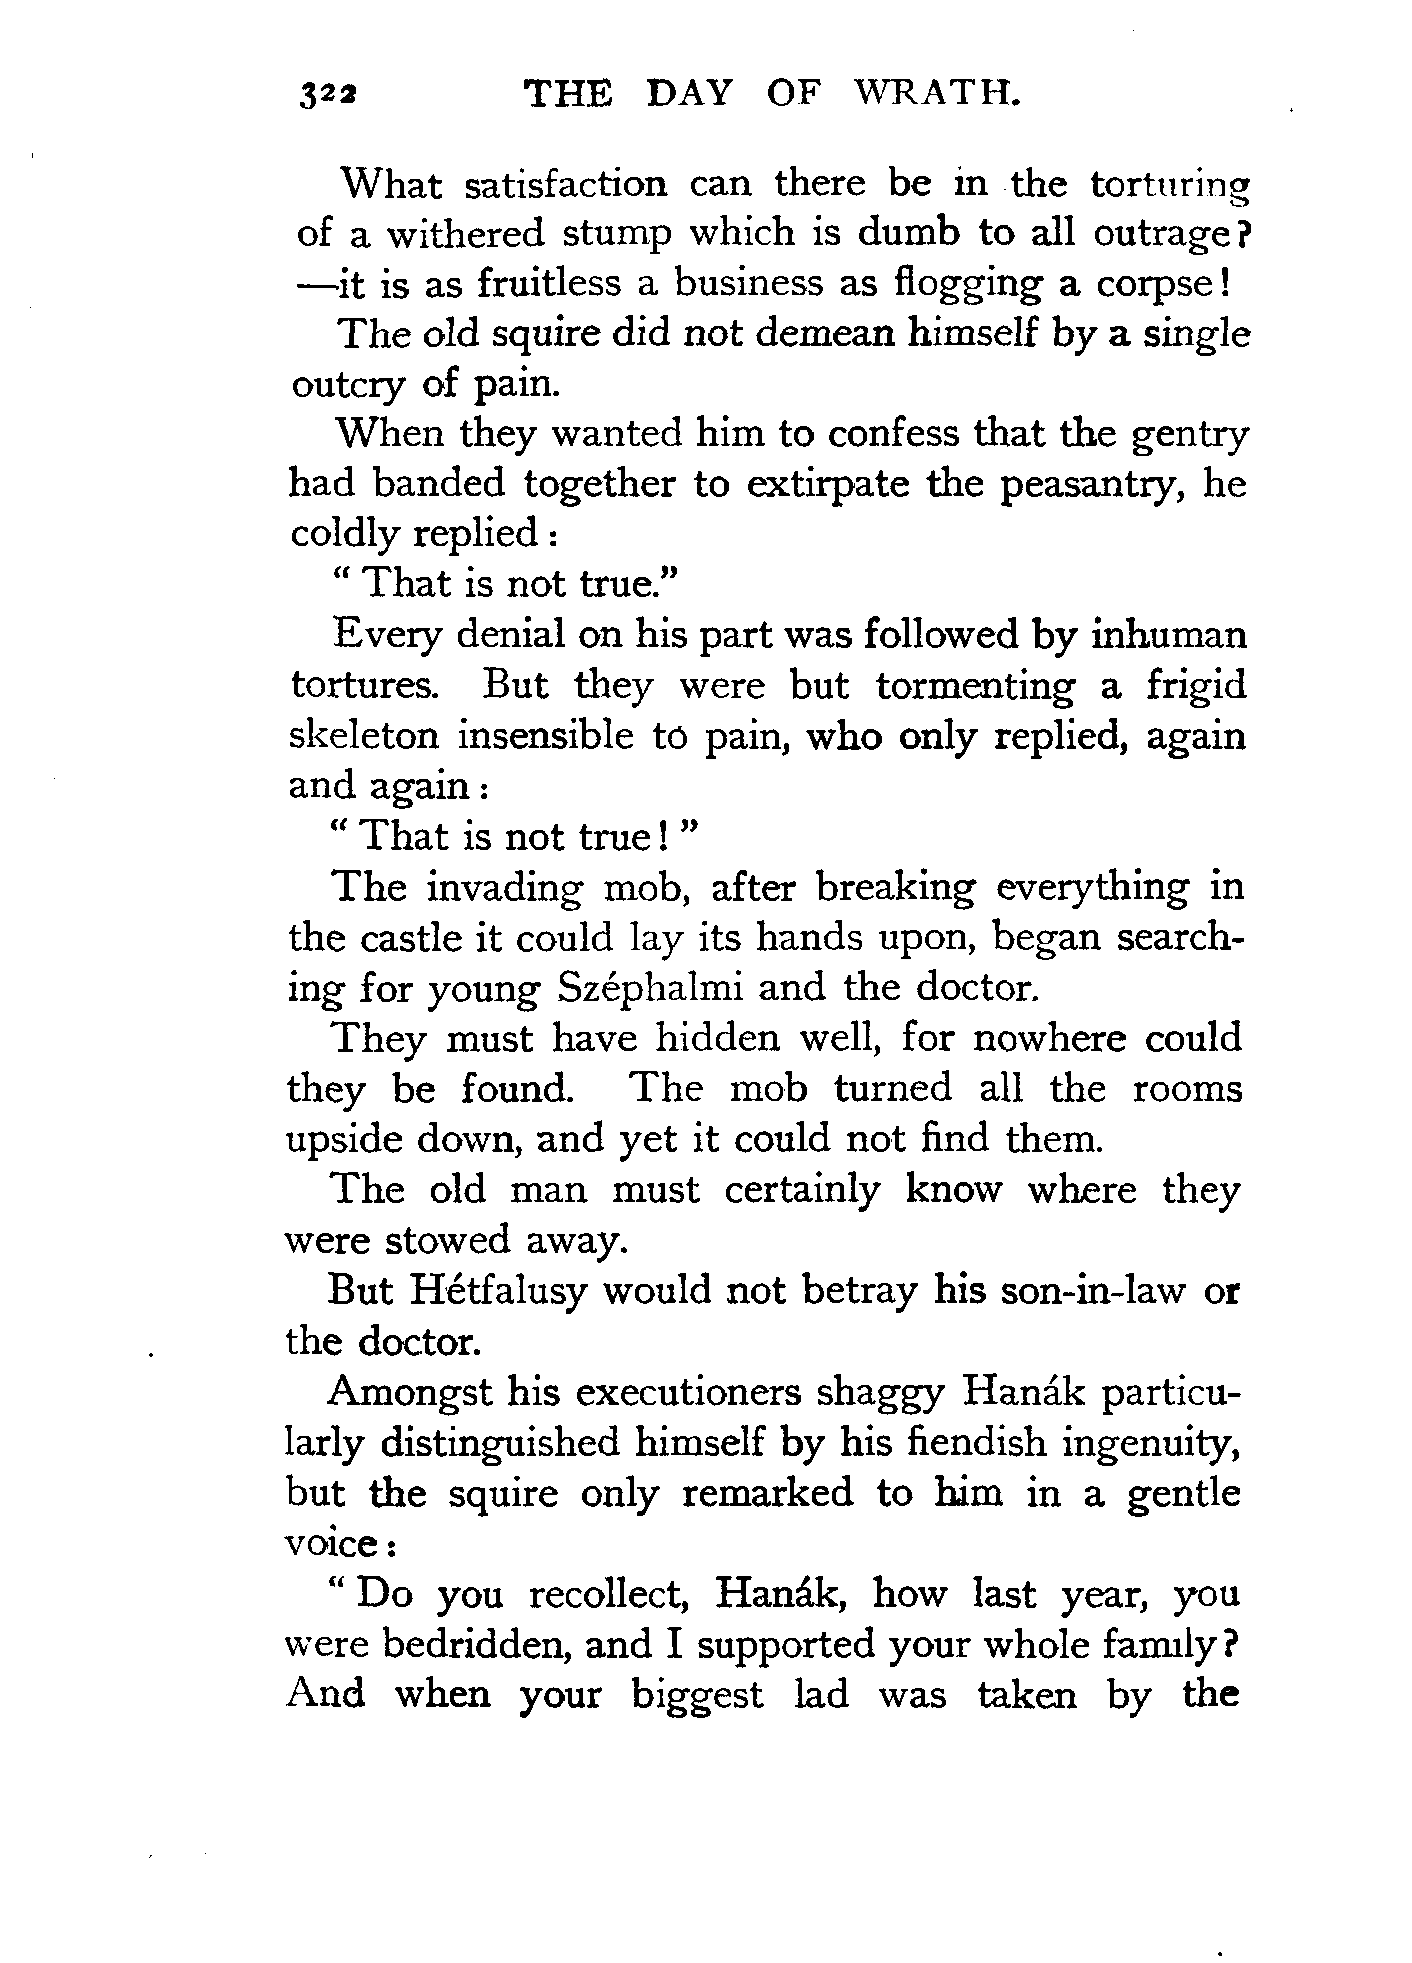 322 THE DAY OF WRATH.
What satisfaction can there be in the torturing
of a withered stump which is dumb to all outrage?
—it is as fruitless a business as flogging a corpse!
The old squire did not demean himself by a single
outcry of pain.
When they wanted him to confess that the gentry
had banded together to extirpate the peasantry, he
coldly replied :
" That is not true."
Every denial on his part was followed by inhuman
tortures. But they were but tormenting a frigid
skeleton insensible to pain, who only replied, again
and again :
" That is not true! "
The invading mob, after breaking everything in
the castle it could lay its hands upon, began search-
ing for young Széphalmi and the doctor.
They must have hidden well, for nowhere could
they be found. The mob turned all the rooms
upside down, and yet it could not find them.
The old man must certainly know where they
were stowed away.
But Hétfalusy would not betray his son-in-law or
the doctor.
Amongst his executioners shaggy Hanák particu-
larly distinguished himself by his fiendish ingenuity,
but the squire only remarked to him in a gentle
voice :
" Do you recollect, Hanák, how last year, you
were bedridden, and I supported your whole family?
And when your biggest lad was taken by the